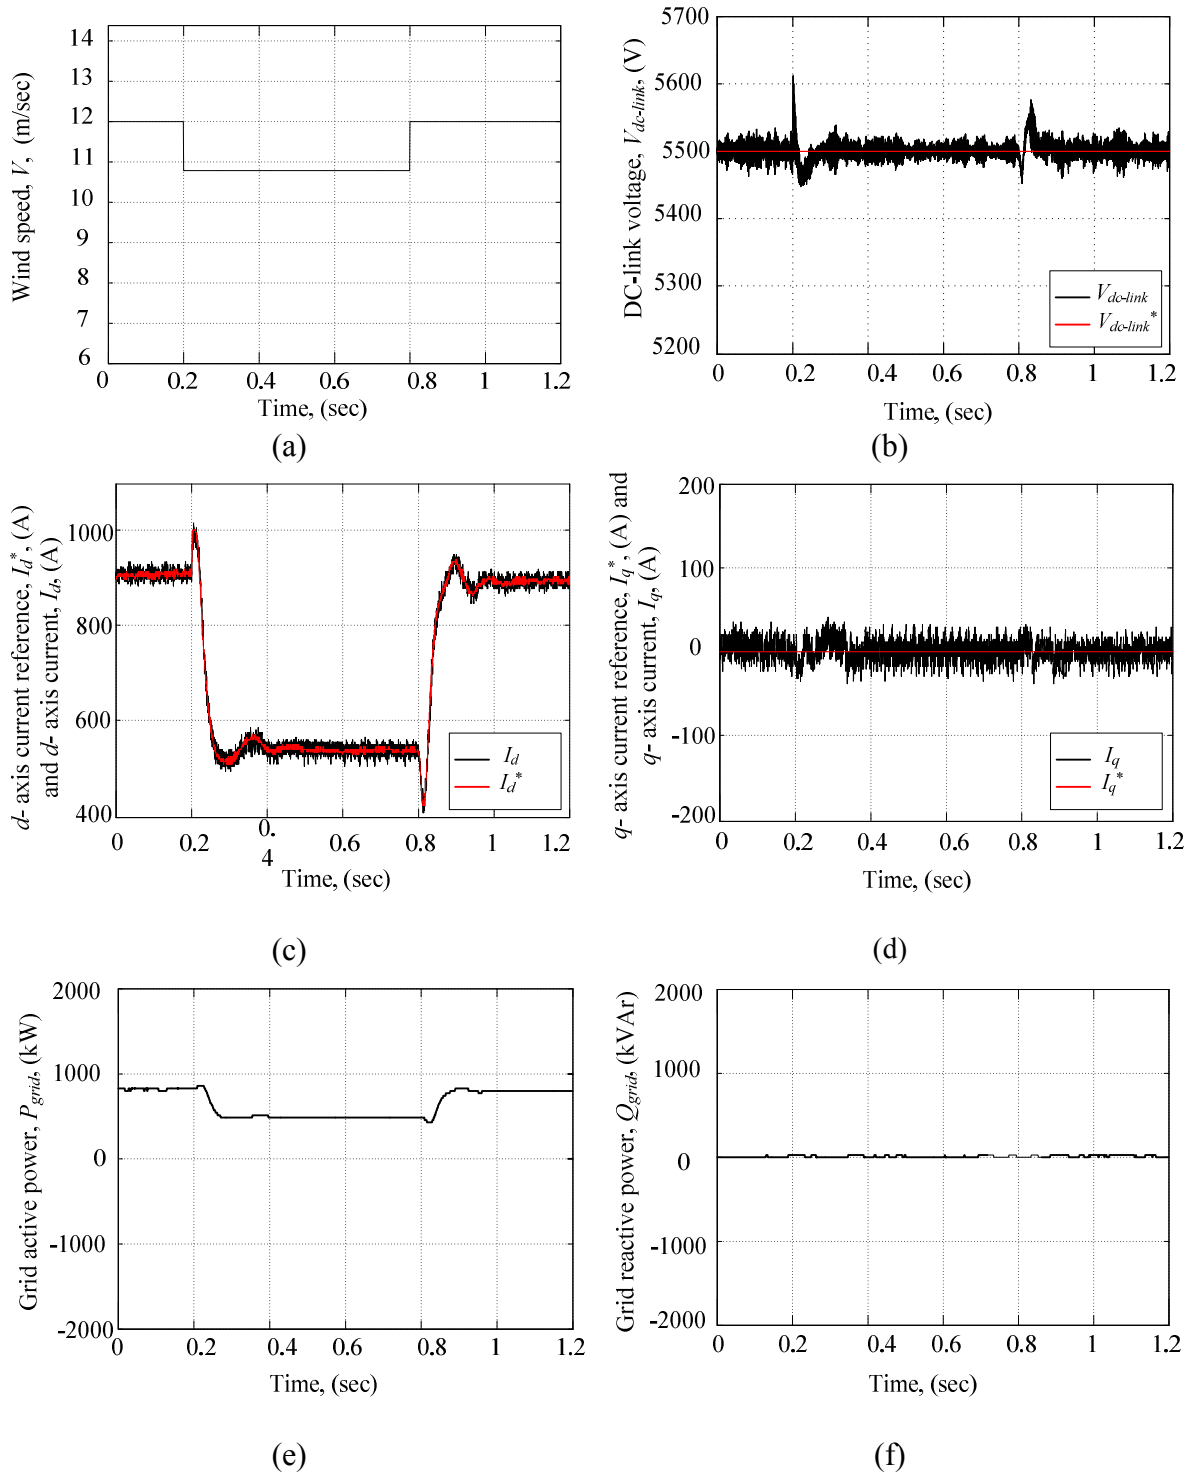 Wind speed, V, (m/sec)
14
13
12
11
10
9
8
7
6
0 0.2 0.4 0.6 0.8 1 1.2
Time, (sec)
(a)
DC-link voltage, Vdc-link, (V)
5700
5600
5500
5400
5300
5200
Vdc-link
Vdc-link*
0 0.2 0.4 0.6 0.8 1 1.2
Time, (sec)
(b)
d- axis current reference, Id*, (A)
and d- axis current, Id, (A)
1000
800
600
400
Id
Id*
0 0.2 0.
4 0.6 0.8 1 1.2
Time, (sec)
(c)
q- axis current reference, Iq*, (A) and
q- axis current, Iq, (A)
200
100
0
-100
-200
Iq
Iq*
0 0.2 0.4 0.6 0.8 1 1.2
Time, (sec)
(d)
Grid active power, Pgrid, (kW)
2000
1000
0
-1000
-2000
0 0.2 0.4 0.6 0.8 1 1.2
Time, (sec)
(e)
Grid reactive power, Qgrid, (kVAr)
2000
1000
0
-1000
-2000
0 0.2 0.4 0.6 0.8 1 1.2
Time, (sec)
(f)